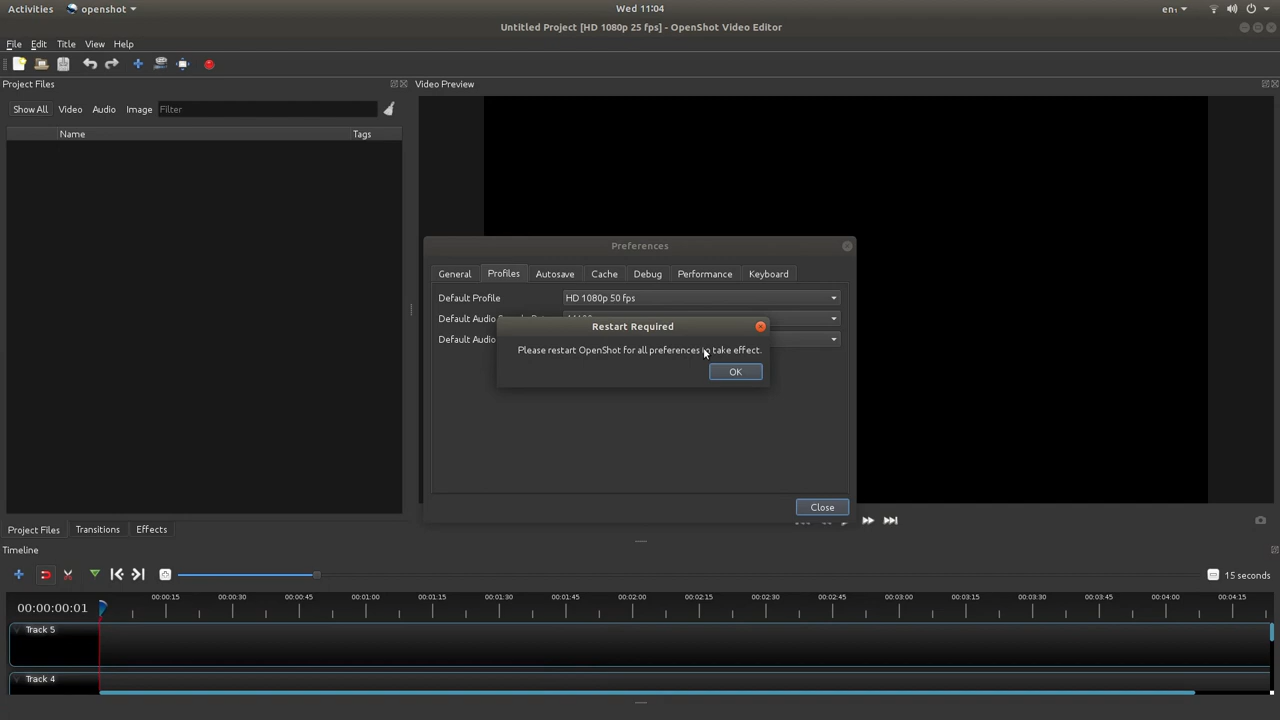 Activities openshot Wed 11:04 en₁
Untitled Project [HD 1080p 25 fps] - OpenShot Video Editor
File Edit Title View Help
Project Files Video Preview
Show All Video Audio Image Filter
Name Tags
Preferences
General Profiles Autosave Cache Debug Performance Keyboard
Default Profile HD 1080p 50 fps
Default Audio
Restart Required
Default Audio
Please restart OpenShot for all preferences to take effect.
OK
Close
Project Files Transitions Effects
Timeline
15 seconds
00:00:00:01 00:00:15 00:00:30 00:00:45 00:01:00 00:01:15 00:01:30 00:01:45 00:02:00 00:02:15 00:02:30 00:02:45 00:03:00 00:03:15 00:03:30 00:03:45 00:04:00 00:04:15
Track 5
Track 4